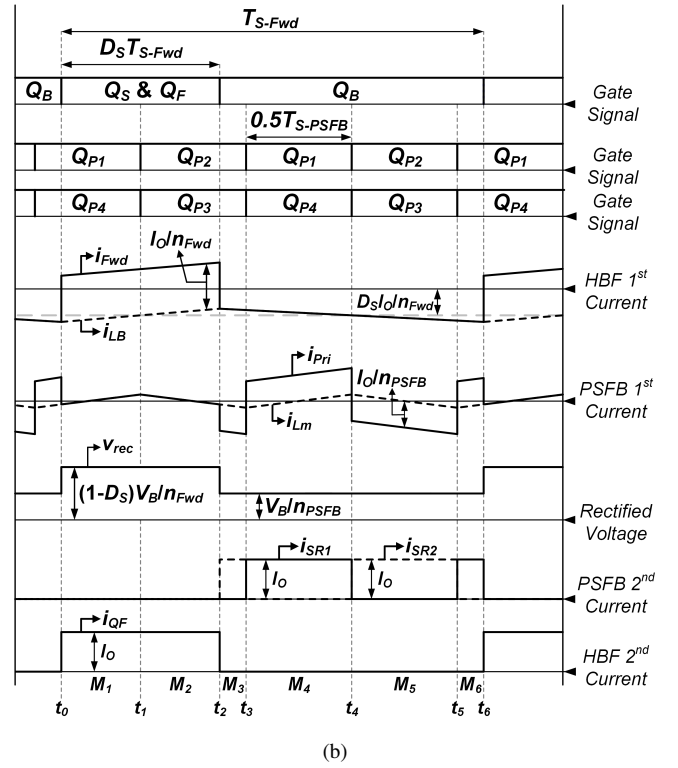 T_S-Fwd
D_ST_S-Fwd
Q_B Q_S & Q_F Q_B
Gate Signal
0.5T_S-PSFB
Q_P1 Q_P2 Q_P1 Q_P2 Q_P1
Gate Signal
Q_P4 Q_P3 Q_P4 Q_P3 Q_P4
Gate Signal
i_Fwd I_O/n_Fwd
D_SI_O/n_Fwd
HBF 1st Current
i_LB
i_Pri
I_O/n_PSFB
PSFB 1st Current
i_Lm
v_rec
(1-D_S)V_B/n_Fwd
V_B/n_PSFB
Rectified Voltage
i_SR1 i_SR2
I_O I_O
PSFB 2nd Current
i_QF
I_O
HBF 2nd Current
M_1 M_2 M_3 M_4 M_5 M_6
t_0 t_1 t_2 t_3 t_4 t_5 t_6
(b)